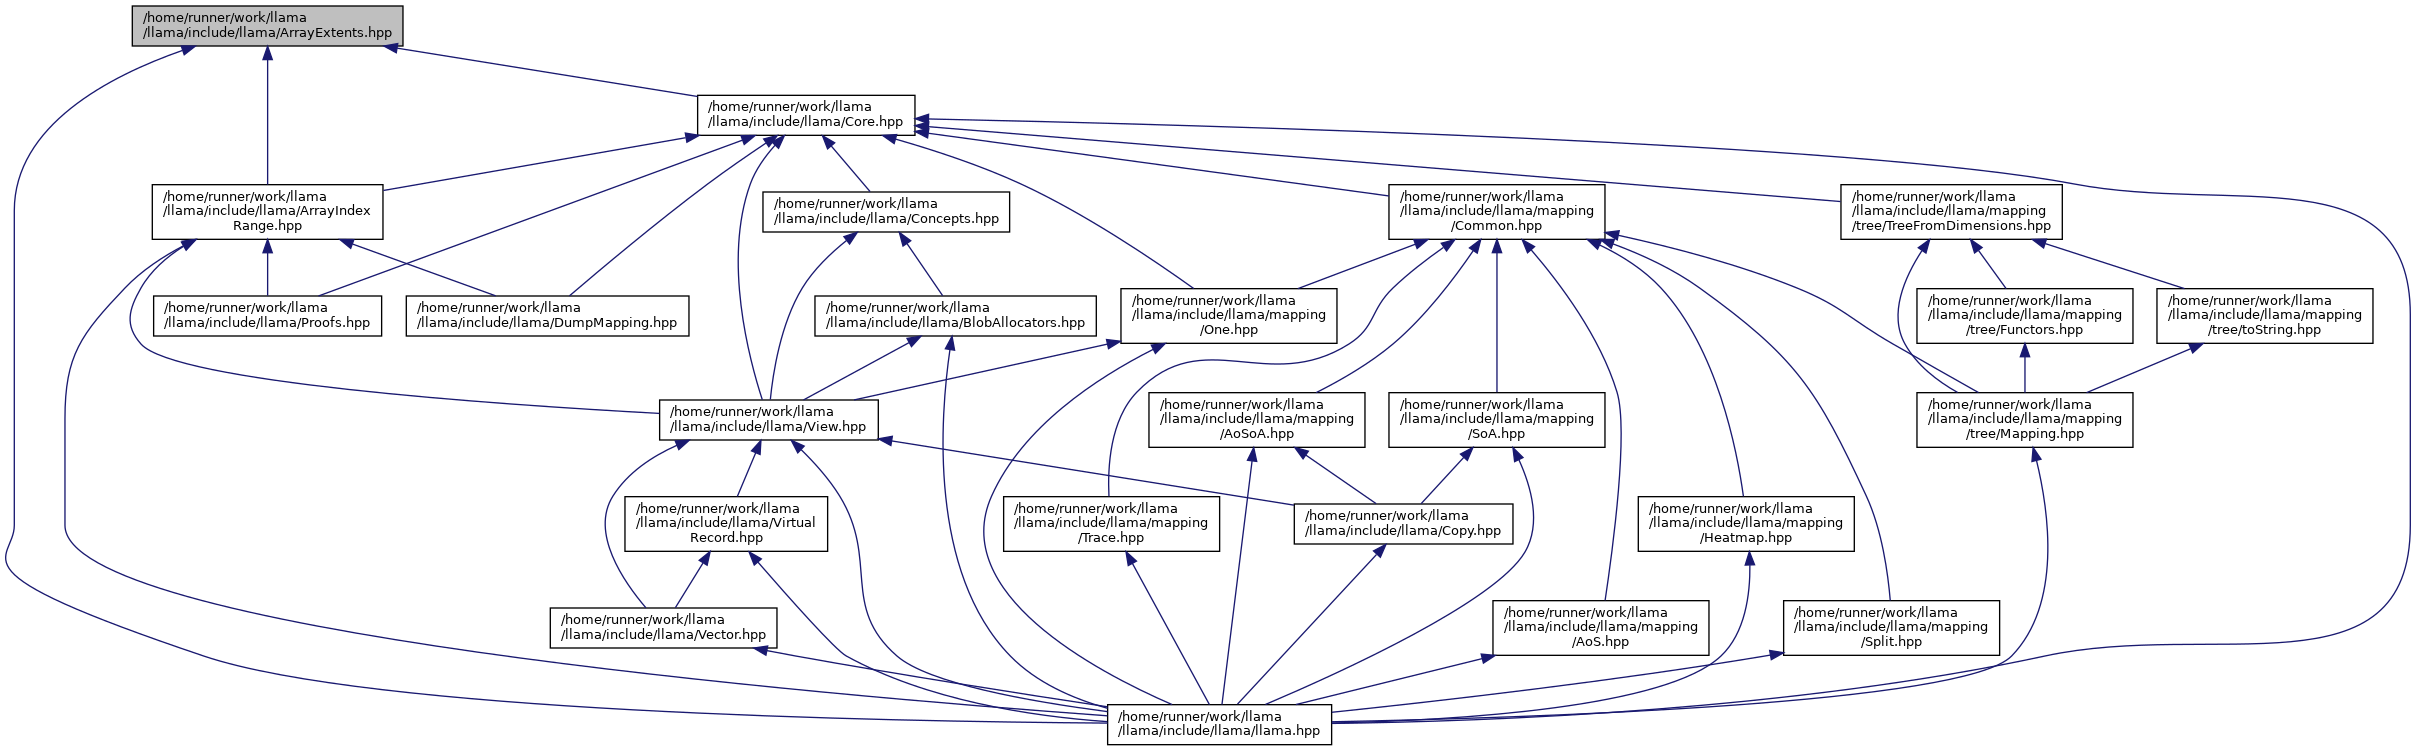 /home/runner/work/llama
/llama/include/llama/ArrayExtents.hpp
/home/runner/work/llama
/llama/include/llama/Core.hpp
/home/runner/work/llama
/llama/include/llama/ArrayIndex
Range.hpp
/home/runner/work/llama
/llama/include/llama/Concepts.hpp
/home/runner/work/llama
/llama/include/llama/mapping
/Common.hpp
/home/runner/work/llama
/llama/include/llama/mapping
/tree/TreeFromDimensions.hpp
/home/runner/work/llama
/llama/include/llama/Proofs.hpp
/home/runner/work/llama
/llama/include/llama/DumpMapping.hpp
/home/runner/work/llama
/llama/include/llama/BlobAllocators.hpp
/home/runner/work/llama
/llama/include/llama/mapping
/One.hpp
/home/runner/work/llama
/llama/include/llama/mapping
/tree/Functors.hpp
/home/runner/work/llama
/llama/include/llama/mapping
/tree/toString.hpp
/home/runner/work/llama
/llama/include/llama/View.hpp
/home/runner/work/llama
/llama/include/llama/mapping
/AoSoA.hpp
/home/runner/work/llama
/llama/include/llama/mapping
/SoA.hpp
/home/runner/work/llama
/llama/include/llama/mapping
/tree/Mapping.hpp
/home/runner/work/llama
/llama/include/llama/Virtual
Record.hpp
/home/runner/work/llama
/llama/include/llama/mapping
/Trace.hpp
/home/runner/work/llama
/llama/include/llama/Copy.hpp
/home/runner/work/llama
/llama/include/llama/mapping
/Heatmap.hpp
/home/runner/work/llama
/llama/include/llama/Vector.hpp
/home/runner/work/llama
/llama/include/llama/mapping
/AoS.hpp
/home/runner/work/llama
/llama/include/llama/mapping
/Split.hpp
/home/runner/work/llama
/llama/include/llama/llama.hpp